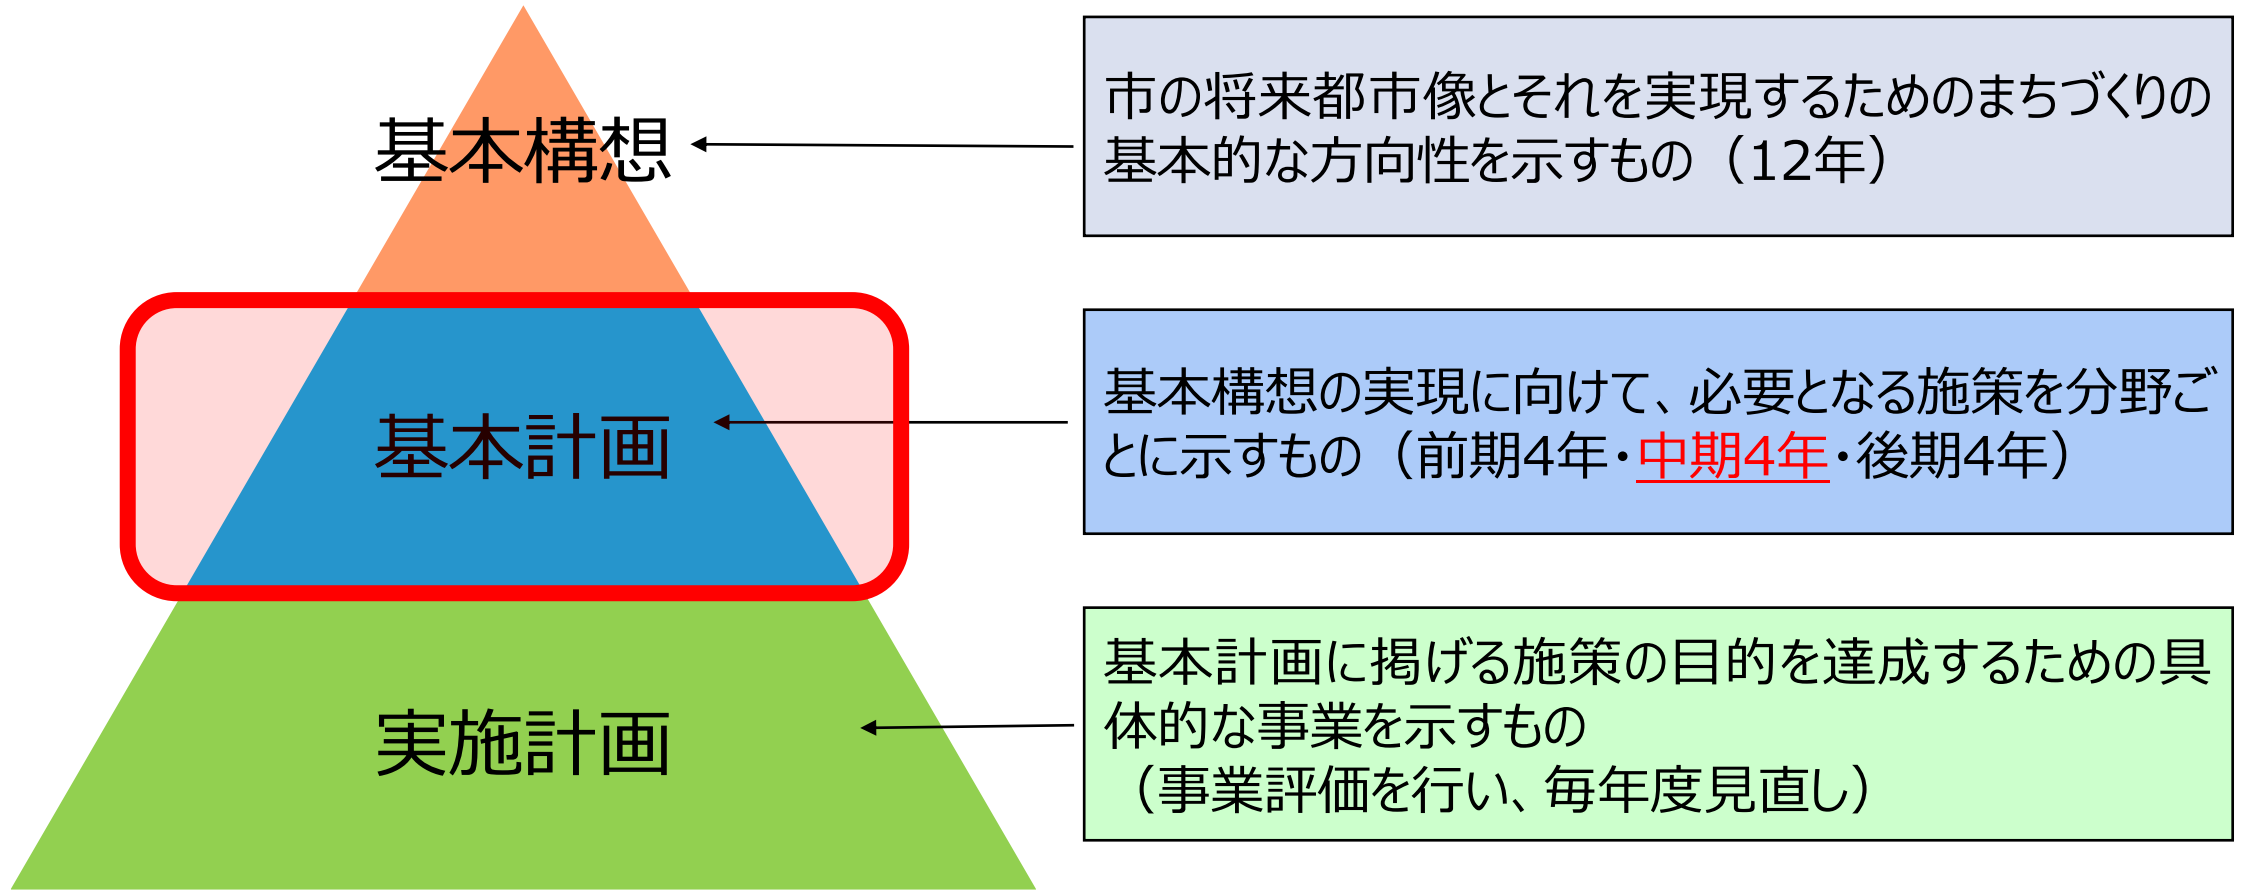 基本構想
市の将来都市像とそれを実現するためのまちづくりの
基本的な方向性を示すもの（12年）
基本計画
基本構想の実現に向けて、必要となる施策を分野ご
とに示すもの（前期4年・中期4年・後期4年）
実施計画
基本計画に掲げる施策の目的を達成するための具
体的な事業を示すもの
（事業評価を行い、毎年度見直し）